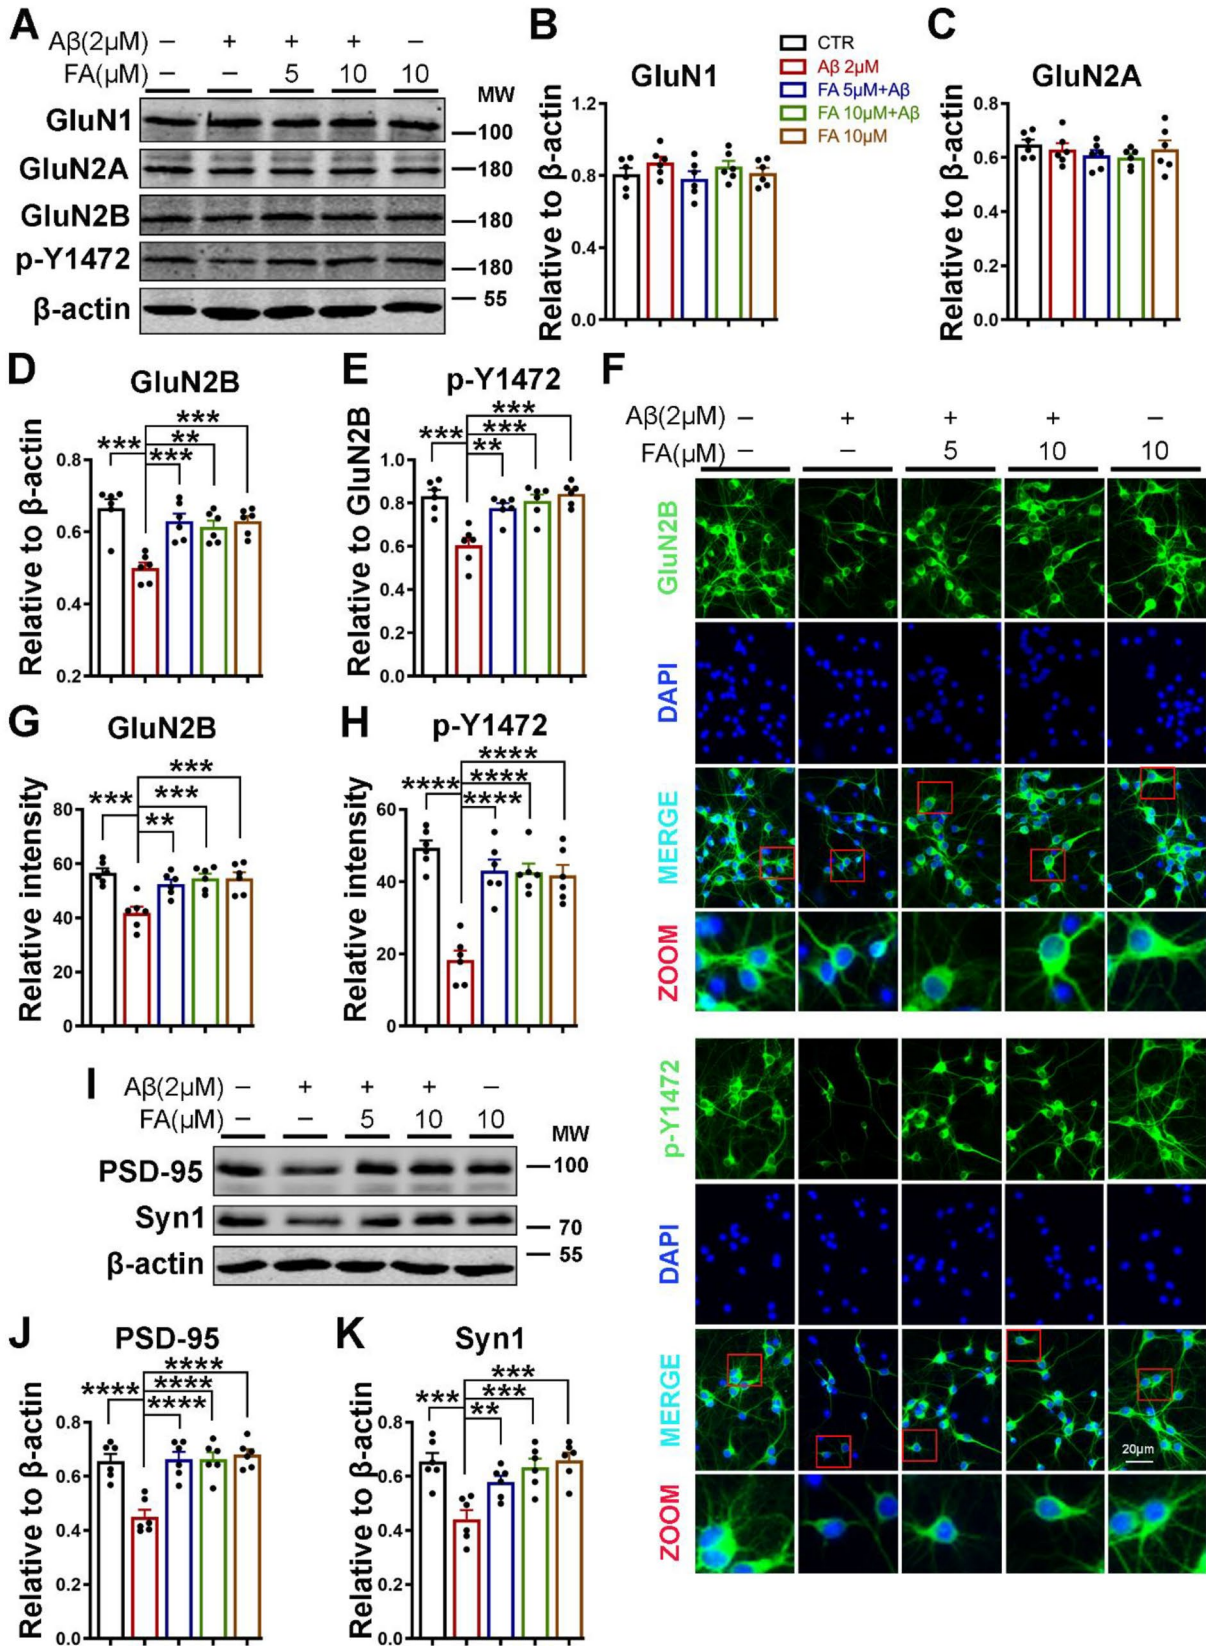 A
Aβ(2μM) – + + + –
FA(μM) – – 5 10 10
MW
GluN1
100
GluN2A
180
GluN2B
180
p-Y1472
180
β-actin
55
B
GluN1
Relative to β-actin
1.2
0.8
0.4
0.0
CTR
Aβ 2μM
FA 5μM+Aβ
FA 10μM+Aβ
FA 10μM
C
GluN2A
Relative to β-actin
0.8
0.6
0.4
0.2
0.0
D
GluN2B
Relative to β-actin
***
**
***
***
0.8
0.6
0.4
0.2
E
p-Y1472
Relative to GluN2B
***
***
***
**
1.0
0.8
0.6
0.4
0.2
0.0
F
Aβ(2μM) – + + + –
FA(μM) – – 5 10 10
GluN2B
DAPI
MERGE
ZOOM
p-Y1472
DAPI
MERGE
20μm
ZOOM
G
GluN2B
Relative intensity
***
***
***
**
80
60
40
20
0
H
p-Y1472
Relative intensity
****
****
****
****
60
40
20
0
I
Aβ(2μM) – + + + –
FA(μM) – – 5 10 10
MW
PSD-95
100
Syn1
70
β-actin
55
J
PSD-95
Relative to β-actin
****
****
****
****
0.8
0.6
0.4
0.2
0.0
K
Syn1
Relative to β-actin
***
***
***
**
0.8
0.6
0.4
0.2
0.0